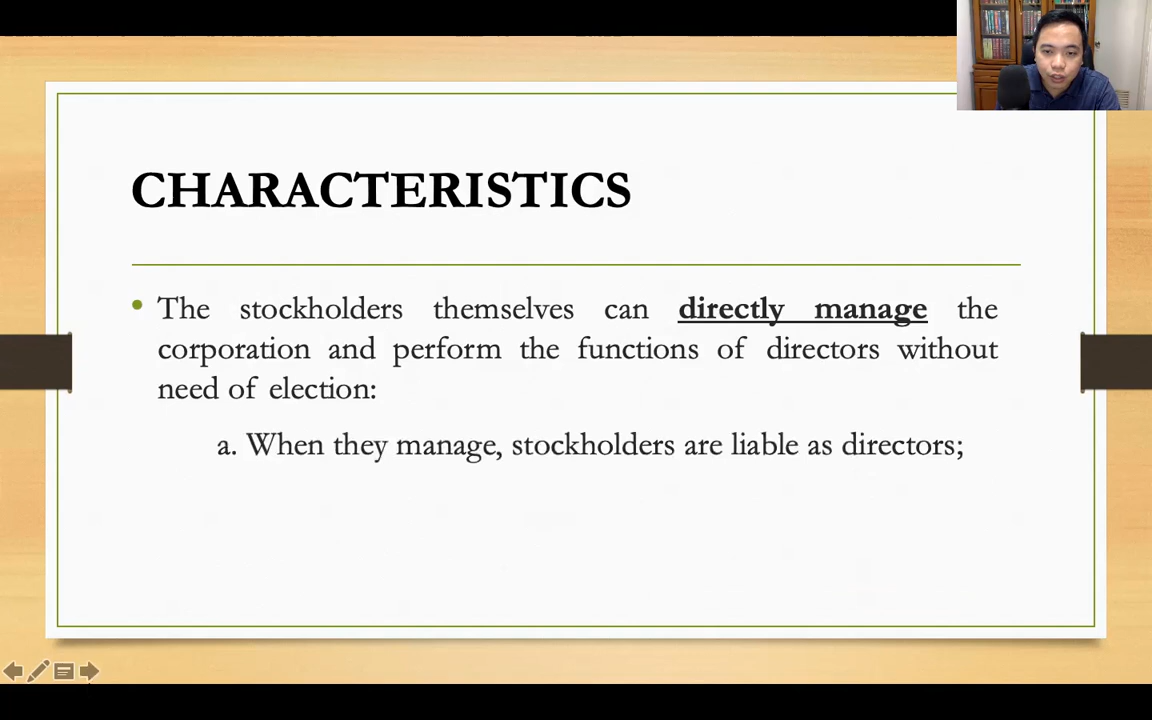 CHARACTERISTICS
• The stockholders themselves can directly manage the
corporation and perform the functions of directors without
need of election:
a. When they manage, stockholders are liable as directors;